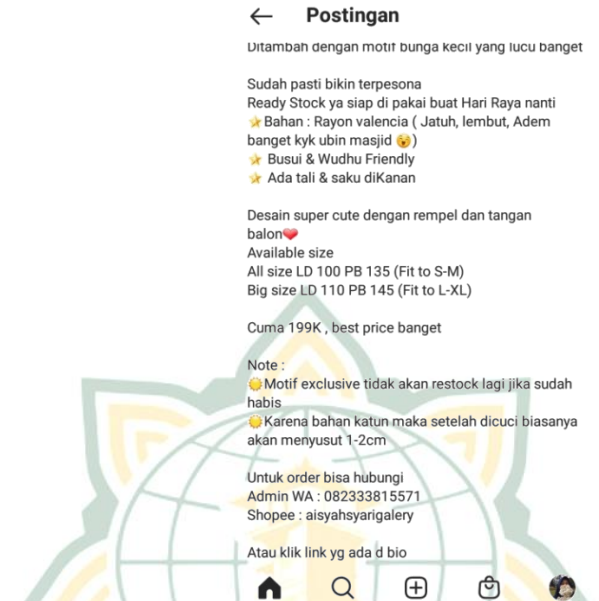 Postingan
Ditambah dengan motif bunga kecil yang lucu banget
Sudah pasti bikin terpesona
Ready Stock ya siap di pakai buat Hari Raya nanti
⭐Bahan : Rayon valencia ( Jatuh, lembut, Adem
banget kyk ubin masjid 😵)
⭐ Busui & Wudhu Friendly
⭐ Ada tali & saku diKanan
Desain super cute dengan rempel dan tangan
balon❤
Available size
All size LD 100 PB 135 (Fit to S-M)
Big size LD 110 PB 145 (Fit to L-XL)
Cuma 199K , best price banget
Note :
🌟Motif exclusive tidak akan restock lagi jika sudah
habis
🌟Karena bahan katun maka setelah dicuci biasanya
akan menyusut 1-2cm
Untuk order bisa hubungi
Admin WA : 082333815571
Shopee : aisyahsyarigalery
Atau klik link yg ada d bio